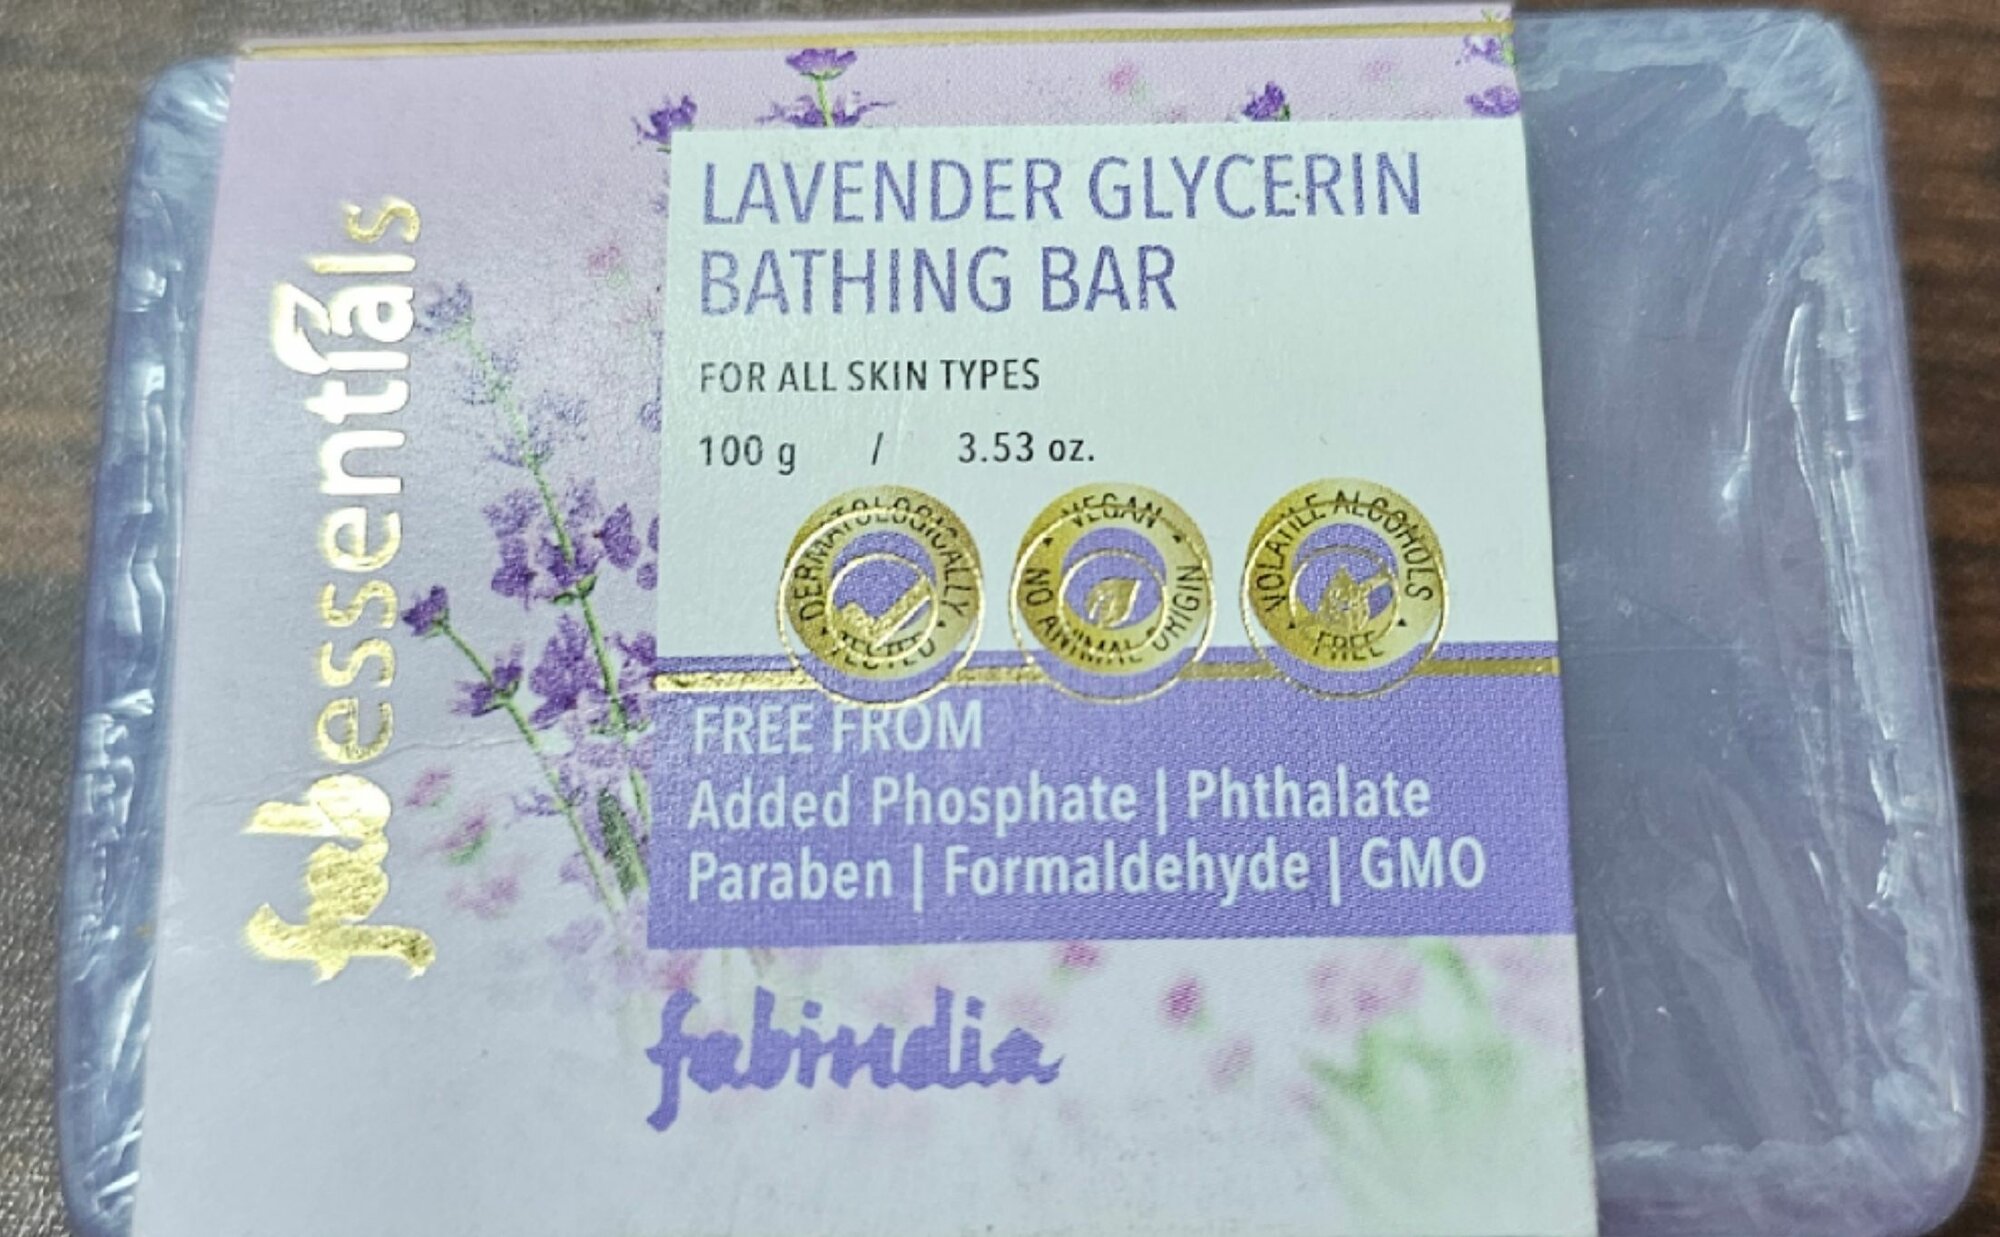 fabessentials
LAVENDER GLYCERIN
BATHING BAR
FOR ALL SKIN TYPES
100 g / 3.53 oz.
DERMATOLOGICALLY TESTED
VEGAN NO ANIMAL ORIGIN
VOLATILE ALCOHOLS FREE
FREE FROM
Added Phosphate | Phthalate
Paraben | Formaldehyde | GMO
fabindia